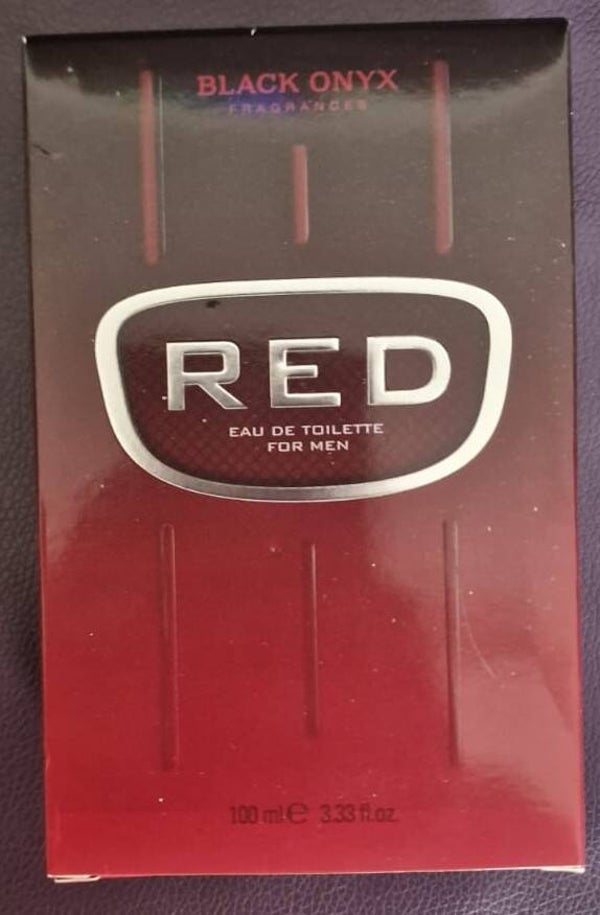 BLACK ONYX
FRAGRANCES
RED
EAU DE TOILETTE
FOR MEN
100 ml ℮ 3.33 fl.oz.